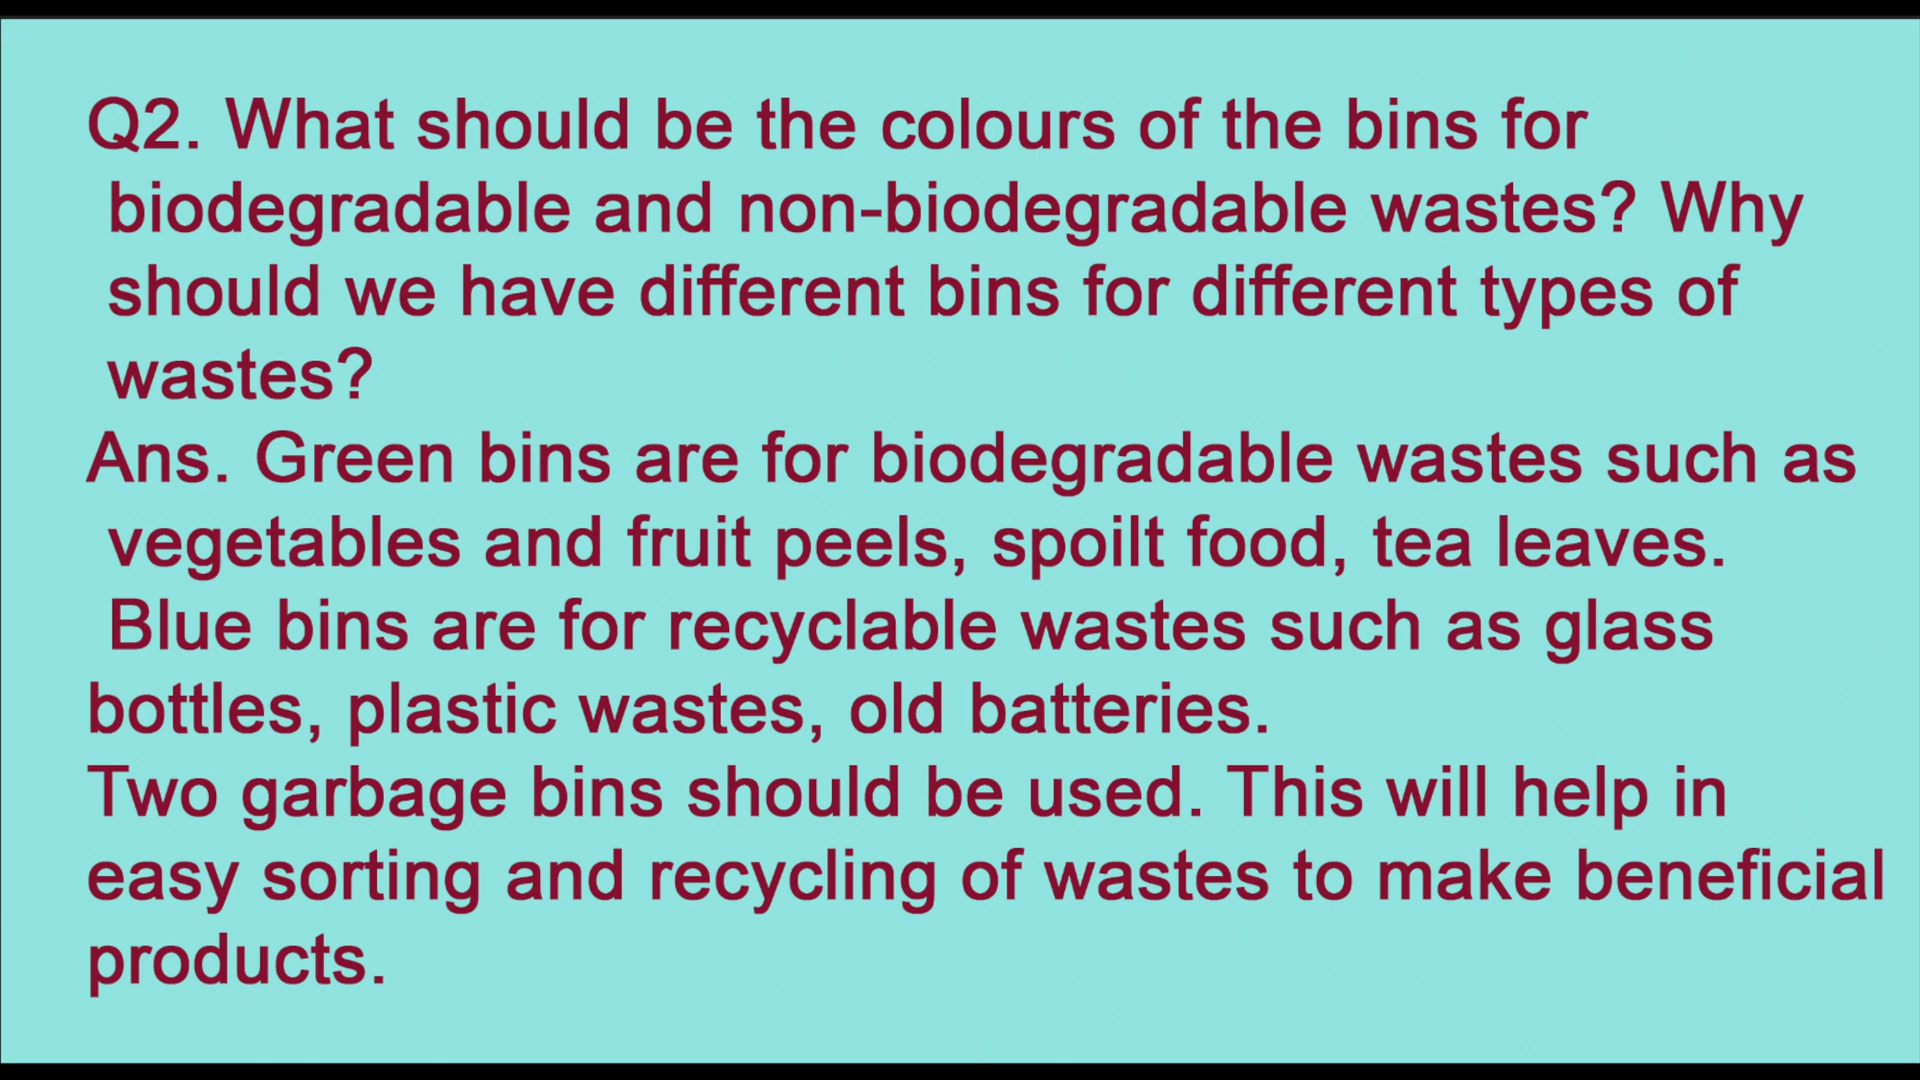 Q2. What should be the colours of the bins for
biodegradable and non-biodegradable wastes? Why
should we have different bins for different types of
wastes?
Ans. Green bins are for biodegradable wastes such as
vegetables and fruit peels, spoilt food, tea leaves.
Blue bins are for recyclable wastes such as glass
bottles, plastic wastes, old batteries.
Two garbage bins should be used. This will help in
easy sorting and recycling of wastes to make beneficial
products.